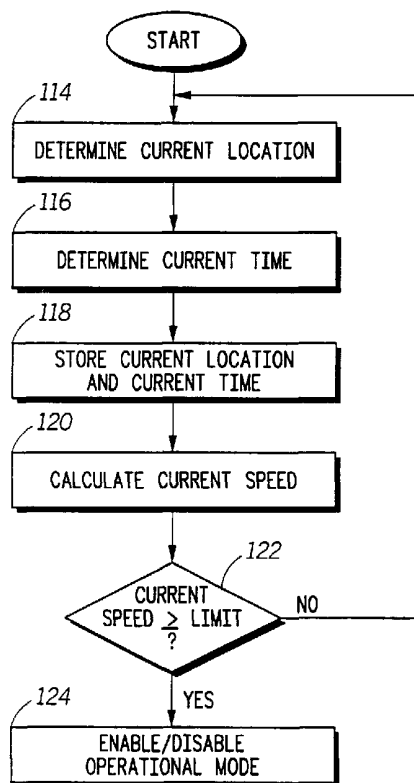 START
114
DETERMINE CURRENT LOCATION
116
DETERMINE CURRENT TIME
118
STORE CURRENT LOCATION
AND CURRENT TIME
120
CALCULATE CURRENT SPEED
122
CURRENT
SPEED ≥ LIMIT
?
NO
YES
124
ENABLE/DISABLE
OPERATIONAL MODE